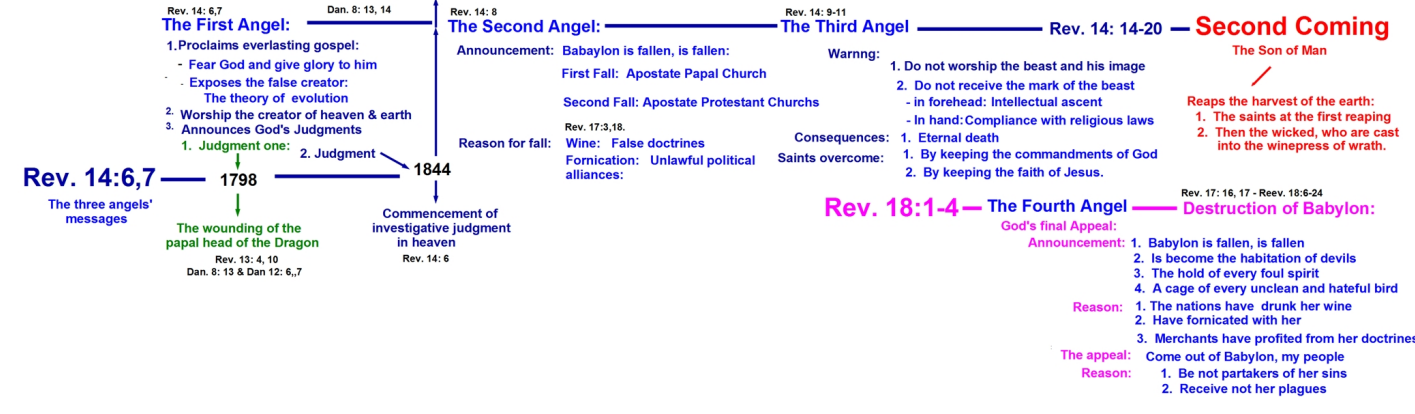 Rev. 14: 6,7
The First Angel:
Dan. 8: 13, 14
1. Proclaims everlasting gospel:
- Fear God and give glory to him
- Exposes the false creator:
The theory of evolution
2. Worship the creator of heaven & earth
3. Announces God's Judgments
1. Judgment one:
2. Judgment
Rev. 14:6,7
1798
1844
The three angels'
messages
The wounding of the
papal head of the Dragon
Rev. 13: 4, 10
Dan. 8: 13 & Dan 12: 6,,7
Commencement of
investigative judgment
in heaven
Rev. 14: 6
Rev. 14: 8
The Second Angel:
Announcement: Babaylon is fallen, is fallen:
First Fall: Apostate Papal Church
Second Fall: Apostate Protestant Churchs
Rev. 17:3,18.
Reason for fall: Wine: False doctrines
Fornication: Unlawful political
alliances:
Rev. 14: 9-11
The Third Angel
Warnng:
1. Do not worship the beast and his image
2. Do not receive the mark of the beast
- in forehead: Intellectual ascent
- In hand: Compliance with religious laws
Consequences: 1. Eternal death
Saints overcome: 1. By keeping the commandments of God
2. By keeping the faith of Jesus.
Rev. 14: 14-20
Second Coming
The Son of Man
Reaps the harvest of the earth:
1. The saints at the first reaping
2. Then the wicked, who are cast
into the winepress of wrath.
Rev. 18:1-4
The Fourth Angel
Rev. 17: 16, 17 - Reev. 18:6-24
Destruction of Babylon:
God's final Appeal:
Announcement: 1. Babylon is fallen, is fallen
2. Is become the habitation of devils
3. The hold of every foul spirit
4. A cage of every unclean and hateful bird
Reason: 1. The nations have drunk her wine
2. Have fornicated with her
3. Merchants have profited from her doctrines
The appeal: Come out of Babylon, my people
Reason: 1. Be not partakers of her sins
2. Receive not her plagues